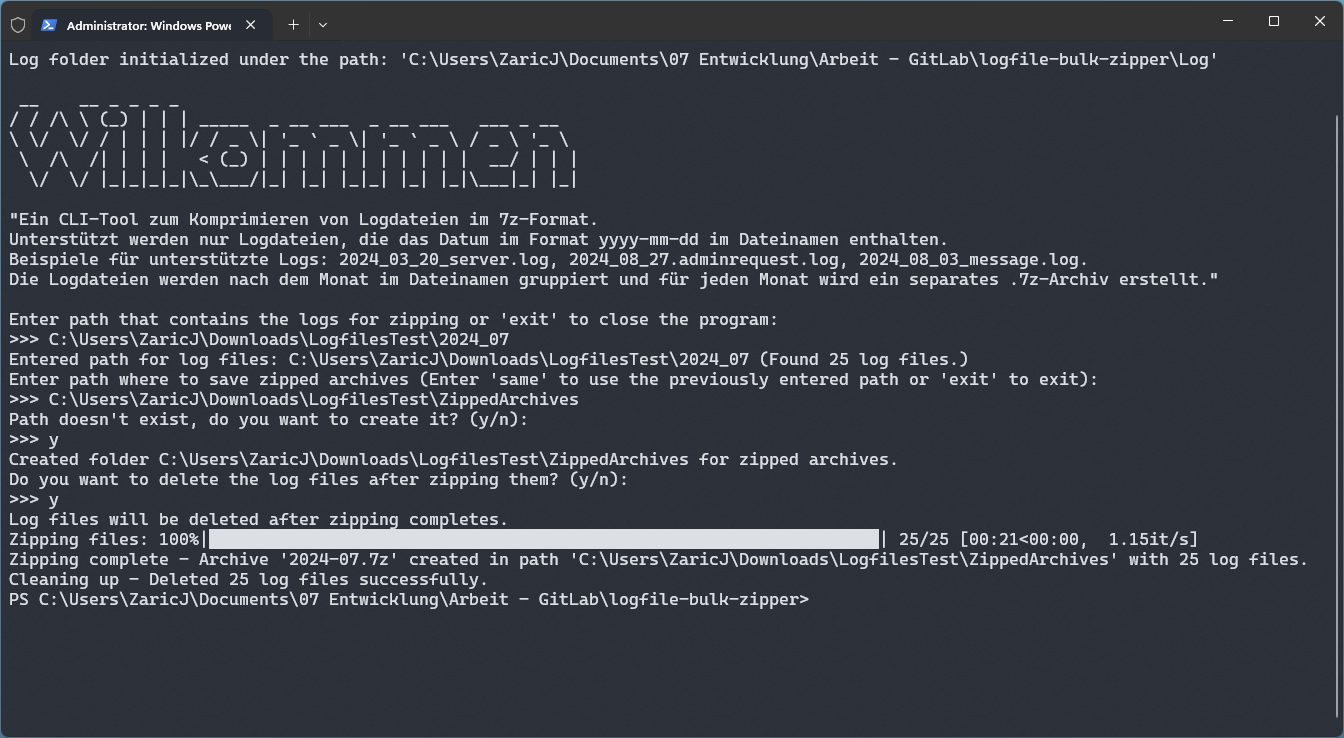 Administrator: Windows Powe
Log folder initialized under the path: 'C:\Users\ZaricJ\Documents\07 Entwicklung\Arbeit - GitLab\logfile-bulk-zipper\Log'
Wilkommen
"Ein CLI-Tool zum Komprimieren von Logdateien im 7z-Format.
Unterstützt werden nur Logdateien, die das Datum im Format yyyy-mm-dd im Dateinamen enthalten.
Beispiele für unterstützte Logs: 2024_03_20_server.log, 2024_08_27.adminrequest.log, 2024_08_03_message.log.
Die Logdateien werden nach dem Monat im Dateinamen gruppiert und für jeden Monat wird ein separates .7z-Archiv erstellt."
Enter path that contains the logs for zipping or 'exit' to close the program:
>>> C:\Users\ZaricJ\Downloads\LogfilesTest\2024_07
Entered path for log files: C:\Users\ZaricJ\Downloads\LogfilesTest\2024_07 (Found 25 log files.)
Enter path where to save zipped archives (Enter 'same' to use the previously entered path or 'exit' to exit):
>>> C:\Users\ZaricJ\Downloads\LogfilesTest\ZippedArchives
Path doesn't exist, do you want to create it? (y/n):
>>> y
Created folder C:\Users\ZaricJ\Downloads\LogfilesTest\ZippedArchives for zipped archives.
Do you want to delete the log files after zipping them? (y/n):
>>> y
Log files will be deleted after zipping completes.
Zipping files: 100%|██████████| 25/25 [00:21<00:00,  1.15it/s]
Zipping complete - Archive '2024-07.7z' created in path 'C:\Users\ZaricJ\Downloads\LogfilesTest\ZippedArchives' with 25 log files.
Cleaning up - Deleted 25 log files successfully.
PS C:\Users\ZaricJ\Documents\07 Entwicklung\Arbeit - GitLab\logfile-bulk-zipper>